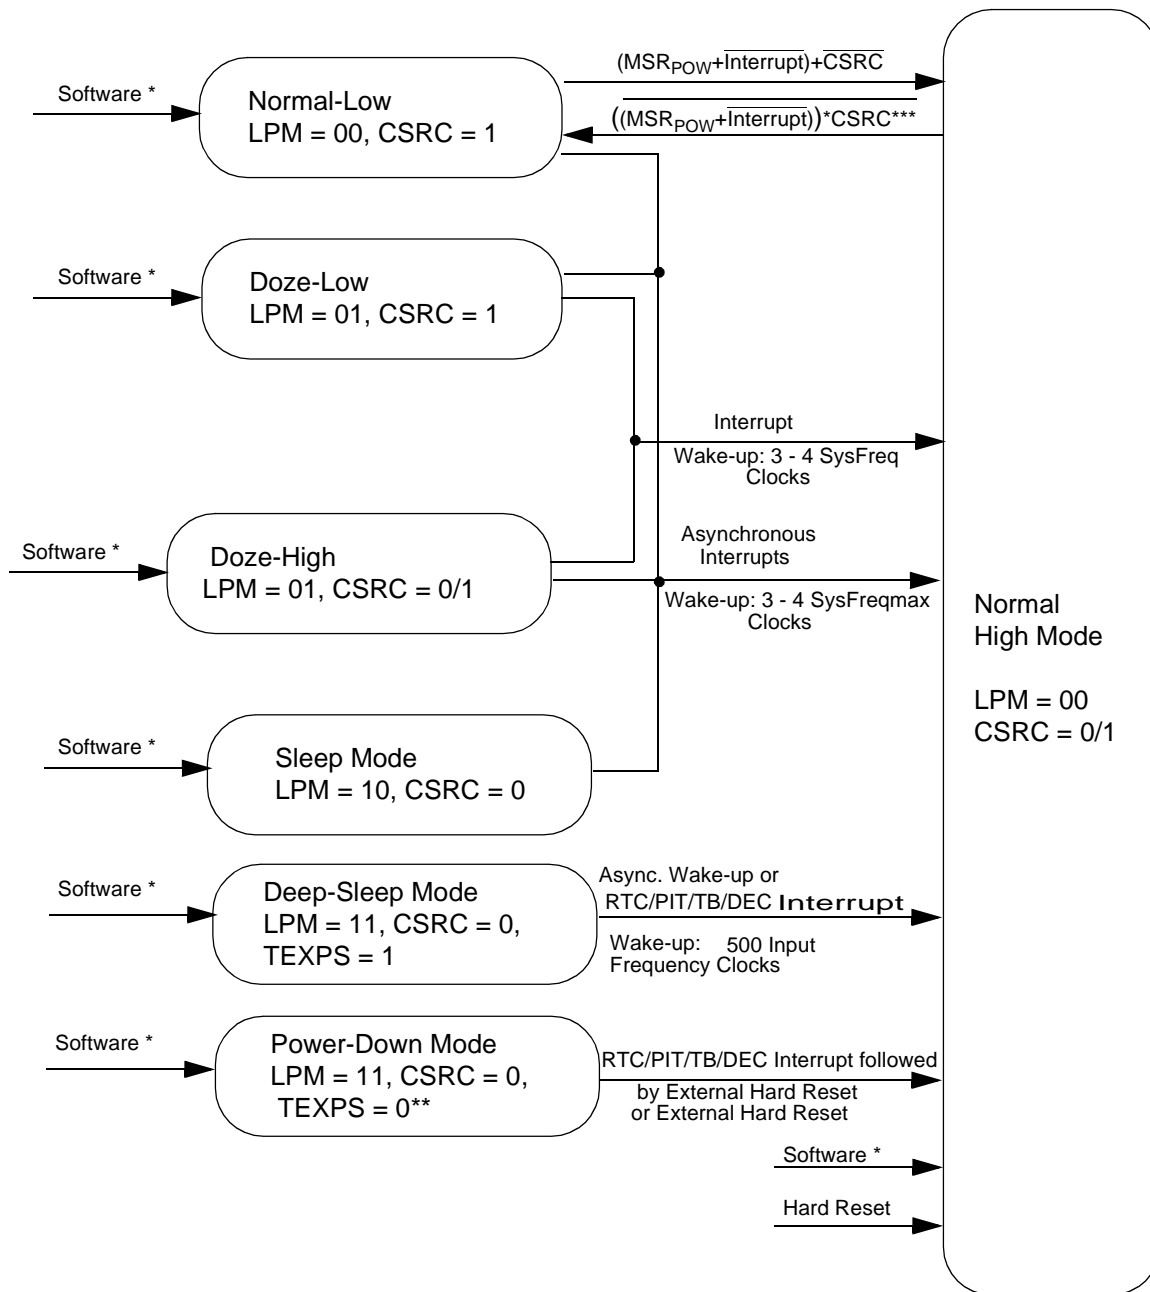 (MSRPOW+Interrupt)+CSRC
Software *
Normal-Low
LPM = 00, CSRC = 1
((MSRPOW+Interrupt))*CSRC***
Software *
Doze-Low
LPM = 01, CSRC = 1
Interrupt
Wake-up: 3 - 4 SysFreq
Clocks
Software *
Doze-High
LPM = 01, CSRC = 0/1
Asynchronous
Interrupts
Wake-up: 3 - 4 SysFreqmax
Clocks
Normal
High Mode
LPM = 00
CSRC = 0/1
Software *
Sleep Mode
LPM = 10, CSRC = 0
Software *
Deep-Sleep Mode
LPM = 11, CSRC = 0,
TEXPS = 1
Async. Wake-up or
RTC/PIT/TB/DEC Interrupt
Wake-up: 500 Input
Frequency Clocks
Software *
Power-Down Mode
LPM = 11, CSRC = 0,
TEXPS = 0**
RTC/PIT/TB/DEC Interrupt followed
by External Hard Reset
or External Hard Reset
Software *
Hard Reset